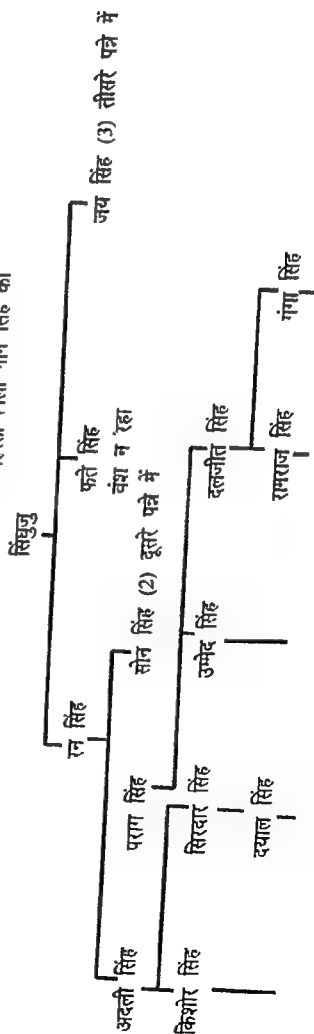 सिंघुजु
रन सिंह
फते सिंह
वंश न रहा
जय सिंह (3) तीसरे पन्ने में
अदली सिंह
पराग सिंह
सोन सिंह (2) दूसरे पन्ने में
किशोर सिंह
सिरदार सिंह
उम्मेद सिंह
दलजीत सिंह
दयाल सिंह
रामराज सिंह
गंगा सिंह